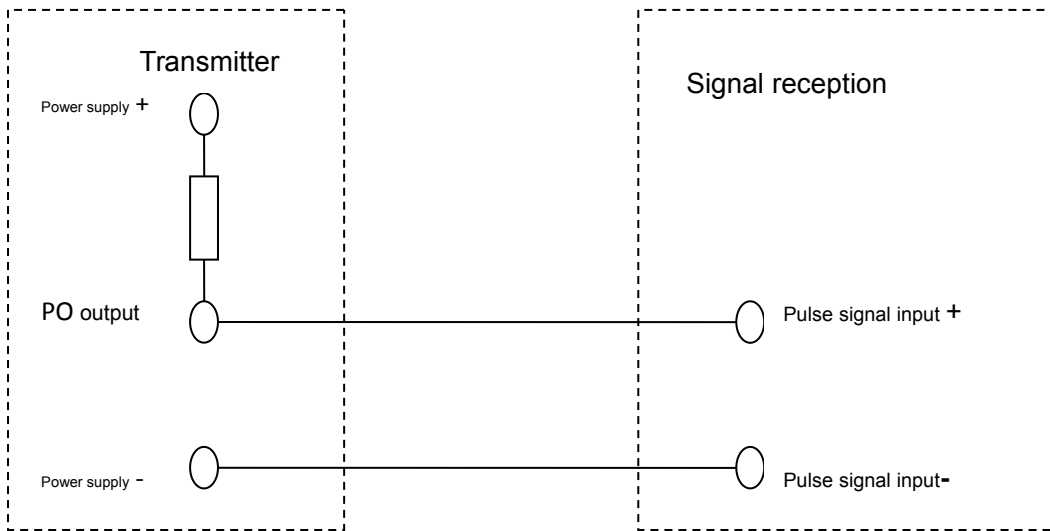 Transmitter
Signal reception
Power supply +
PO output
Pulse signal input +
Power supply -
Pulse signal input-